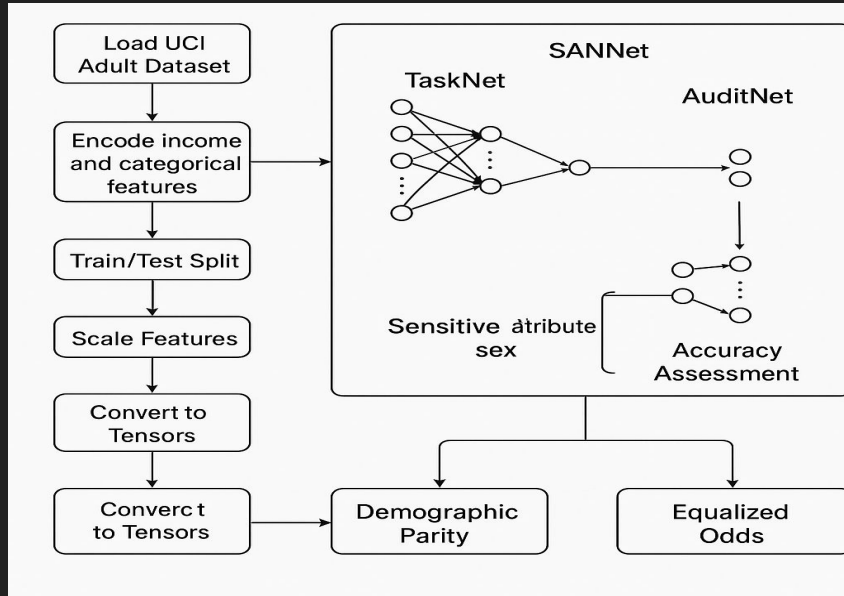 Load UCI
Adult Dataset
Encode income
and categorical
features
Train/Test Split
Scale Features
Convert to
Tensors
Converc t
to Tensors
SANNet
TaskNet
AuditNet
Sensitive atribute
sex
Accuracy
Assessment
Demographic
Parity
Equalized
Odds